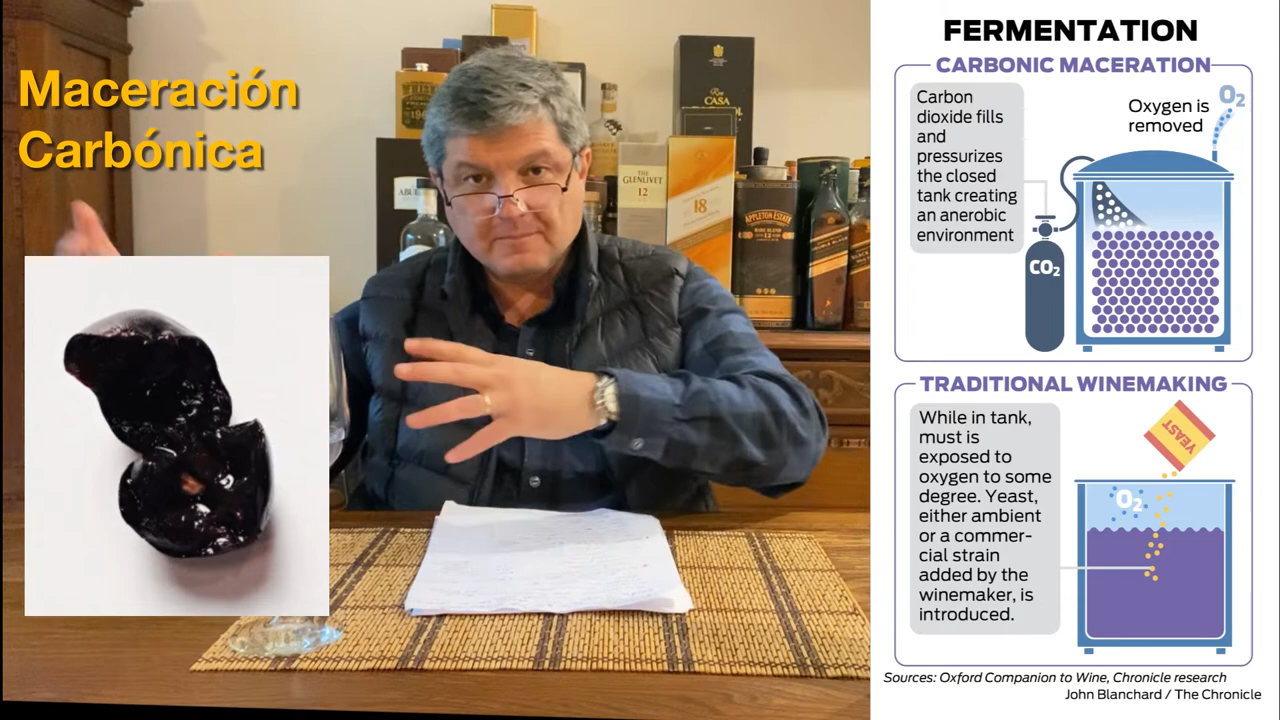 Maceración
Carbónica
CASA
THE
GLENLIVET
12
18
APPLETON ESTATE
FERMENTATION
CARBONIC MACERATION
Carbon
dioxide fills
and
pressurizes
the closed
tank creating
an anerobic
environment
Oxygen is
removed
O₂
CO₂
TRADITIONAL WINEMAKING
While in tank,
must is
exposed to
oxygen to some
degree. Yeast,
either ambient
or a commer-
cial strain
added by the
winemaker, is
introduced.
YEAST
O₂
Sources: Oxford Companion to Wine, Chronicle research
John Blanchard / The Chronicle